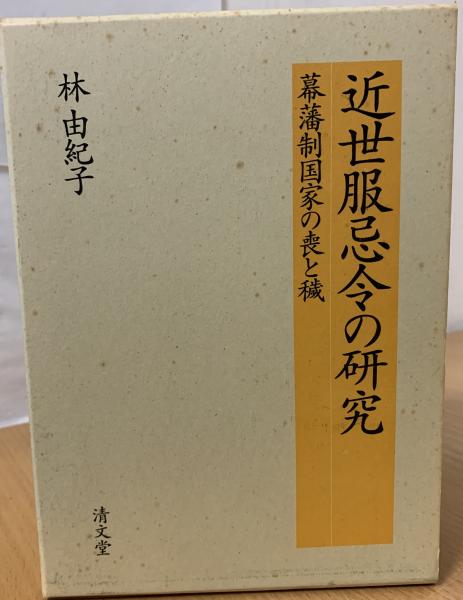 近世服忌令の研究
幕藩制国家の喪と穢
林由紀子
清文堂